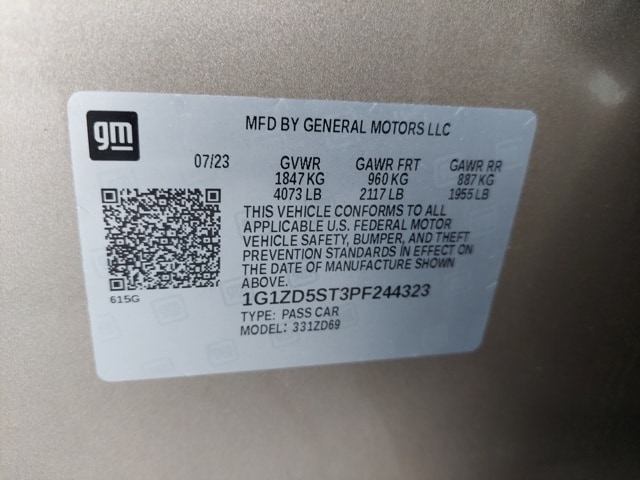 gm
MFD BY GENERAL MOTORS LLC
07/23 GVWR GAWR FRT GAWR RR
1847 KG 960 KG 887 KG
4073 LB 2117 LB 1955 LB
THIS VEHICLE CONFORMS TO ALL
APPLICABLE U.S. FEDERAL MOTOR
VEHICLE SAFETY, BUMPER, AND THEFT
PREVENTION STANDARDS IN EFFECT ON
THE DATE OF MANUFACTURE SHOWN
ABOVE.
615G
1G1ZD5ST3PF244323
TYPE: PASS CAR
MODEL: 331ZD69